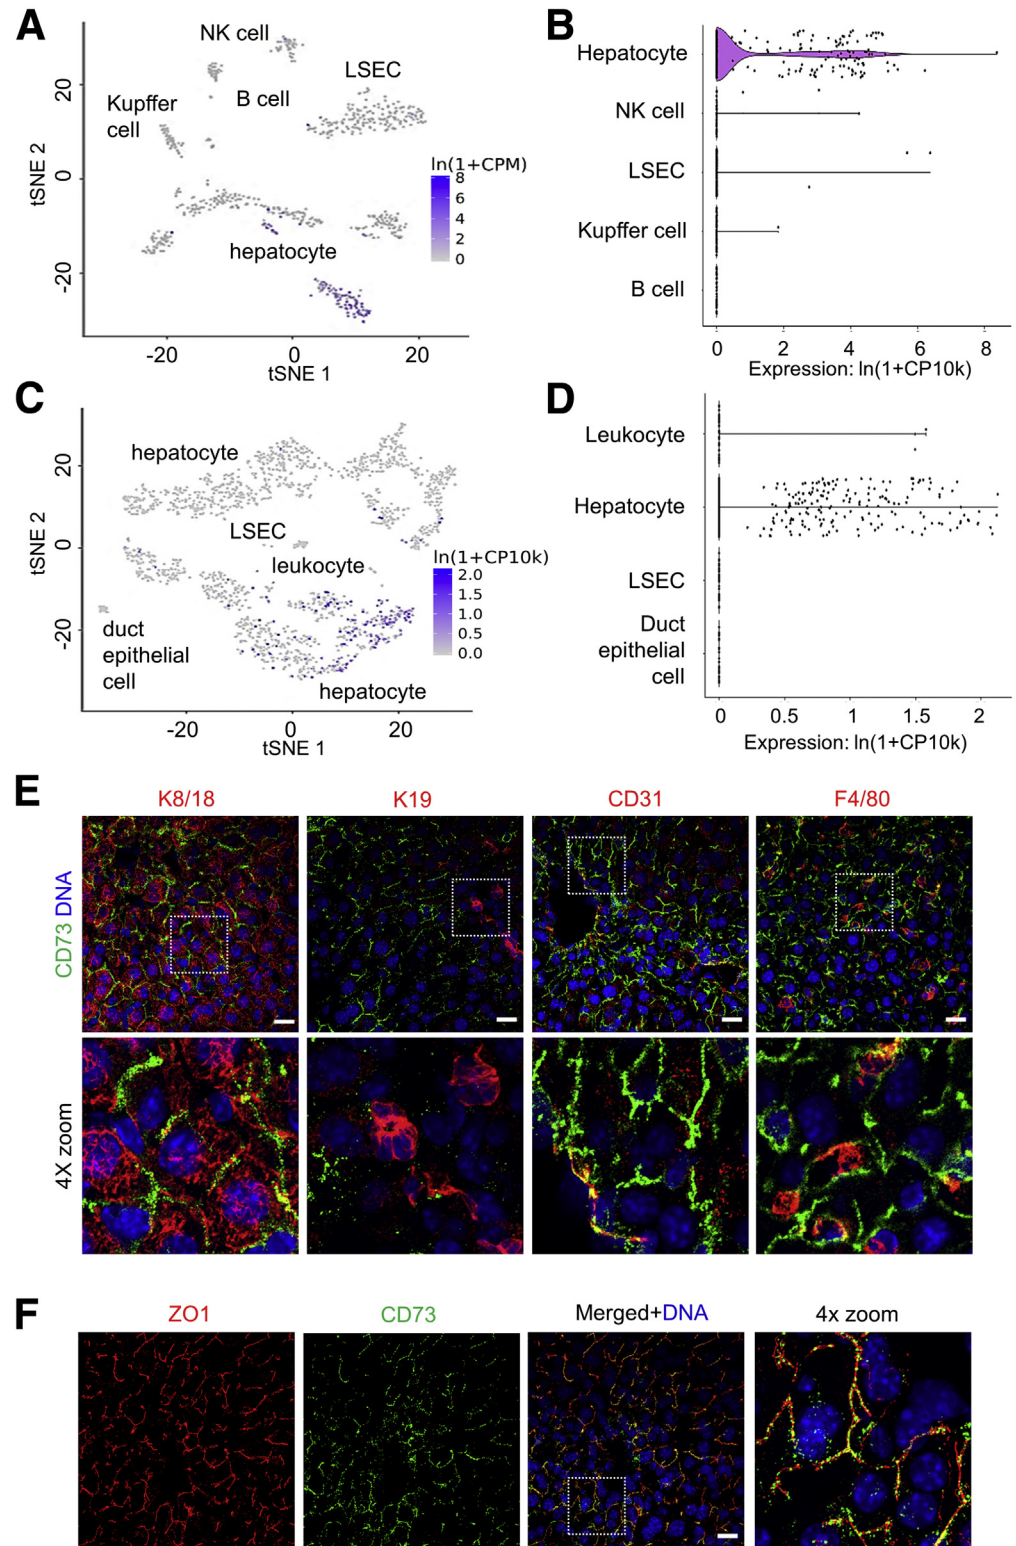 A
NK cell
LSEC
B cell
Kupffer
cell
hepatocyte
ln(1+CPM)
8
6
4
2
0
20
0
-20
tSNE 2
-20 0 20
tSNE 1
B
Hepatocyte
NK cell
LSEC
Kupffer cell
B cell
0 2 4 6 8
Expression: ln(1+CP10k)
C
hepatocyte
LSEC
leukocyte
duct
epithelial
cell
hepatocyte
ln(1+CP10k)
2.0
1.5
1.0
0.5
0.0
20
0
-20
tSNE 2
-20 0 20
tSNE 1
D
Leukocyte
Hepatocyte
LSEC
Duct
epithelial
cell
0 0.5 1 1.5 2
Expression: ln(1+CP10k)
E
K8/18 K19 CD31 F4/80
CD73 DNA
4X zoom
F
ZO1 CD73 Merged+DNA 4x zoom